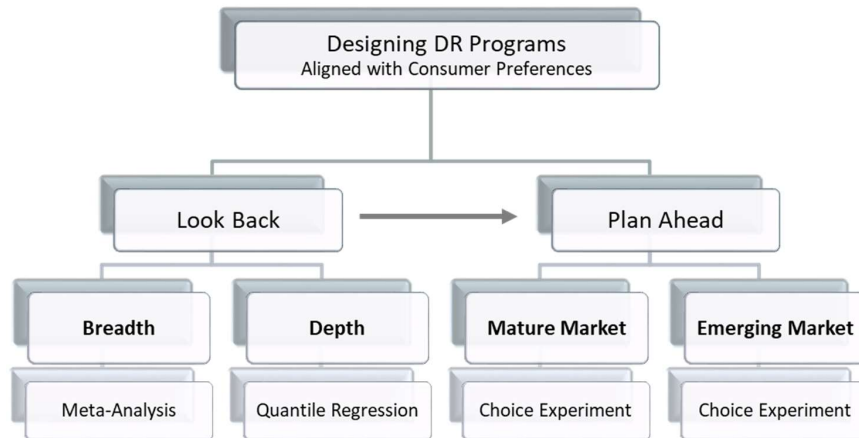 Designing DR Programs
Aligned with Consumer Preferences
Look Back
Plan Ahead
Breadth
Depth
Mature Market
Emerging Market
Meta-Analysis
Quantile Regression
Choice Experiment
Choice Experiment